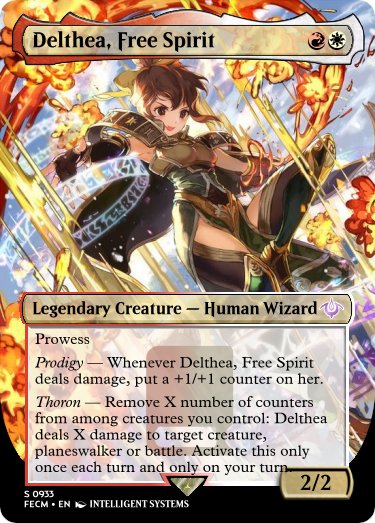 Delthea, Free Spirit
Legendary Creature — Human Wizard
Prowess
Prodigy — Whenever Delthea, Free Spirit
deals damage, put a +1/+1 counter on her.
Thoron — Remove X number of counters
from among creatures you control: Delthea
deals X damage to target creature,
planeswalker or battle. Activate this only
once each turn and only on your turn.
2/2
S 0933
FECM • EN INTELLIGENT SYSTEMS